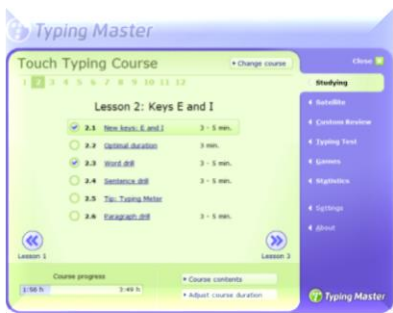 Typing Master
Touch Typing Course
Change course
Close
1 2 3 4 5 6 7 8 9 10 11 12
Studying
Satellite
Custom Review
Typing Test
Games
Statistics
Settings
About
Lesson 2: Keys E and I
2.1 New keys: E and I 3 - 5 min.
2.2 Optimal duration 3 min.
2.3 Word drill 3 - 5 min.
2.4 Sentence drill 3 - 5 min.
2.5 Tip: Typing Meter
2.6 Paragraph drill 3 - 5 min.
Lesson 1
Lesson 3
Course progress
1:50 h 3:49 h
Course contents
Adjust course duration
Typing Master